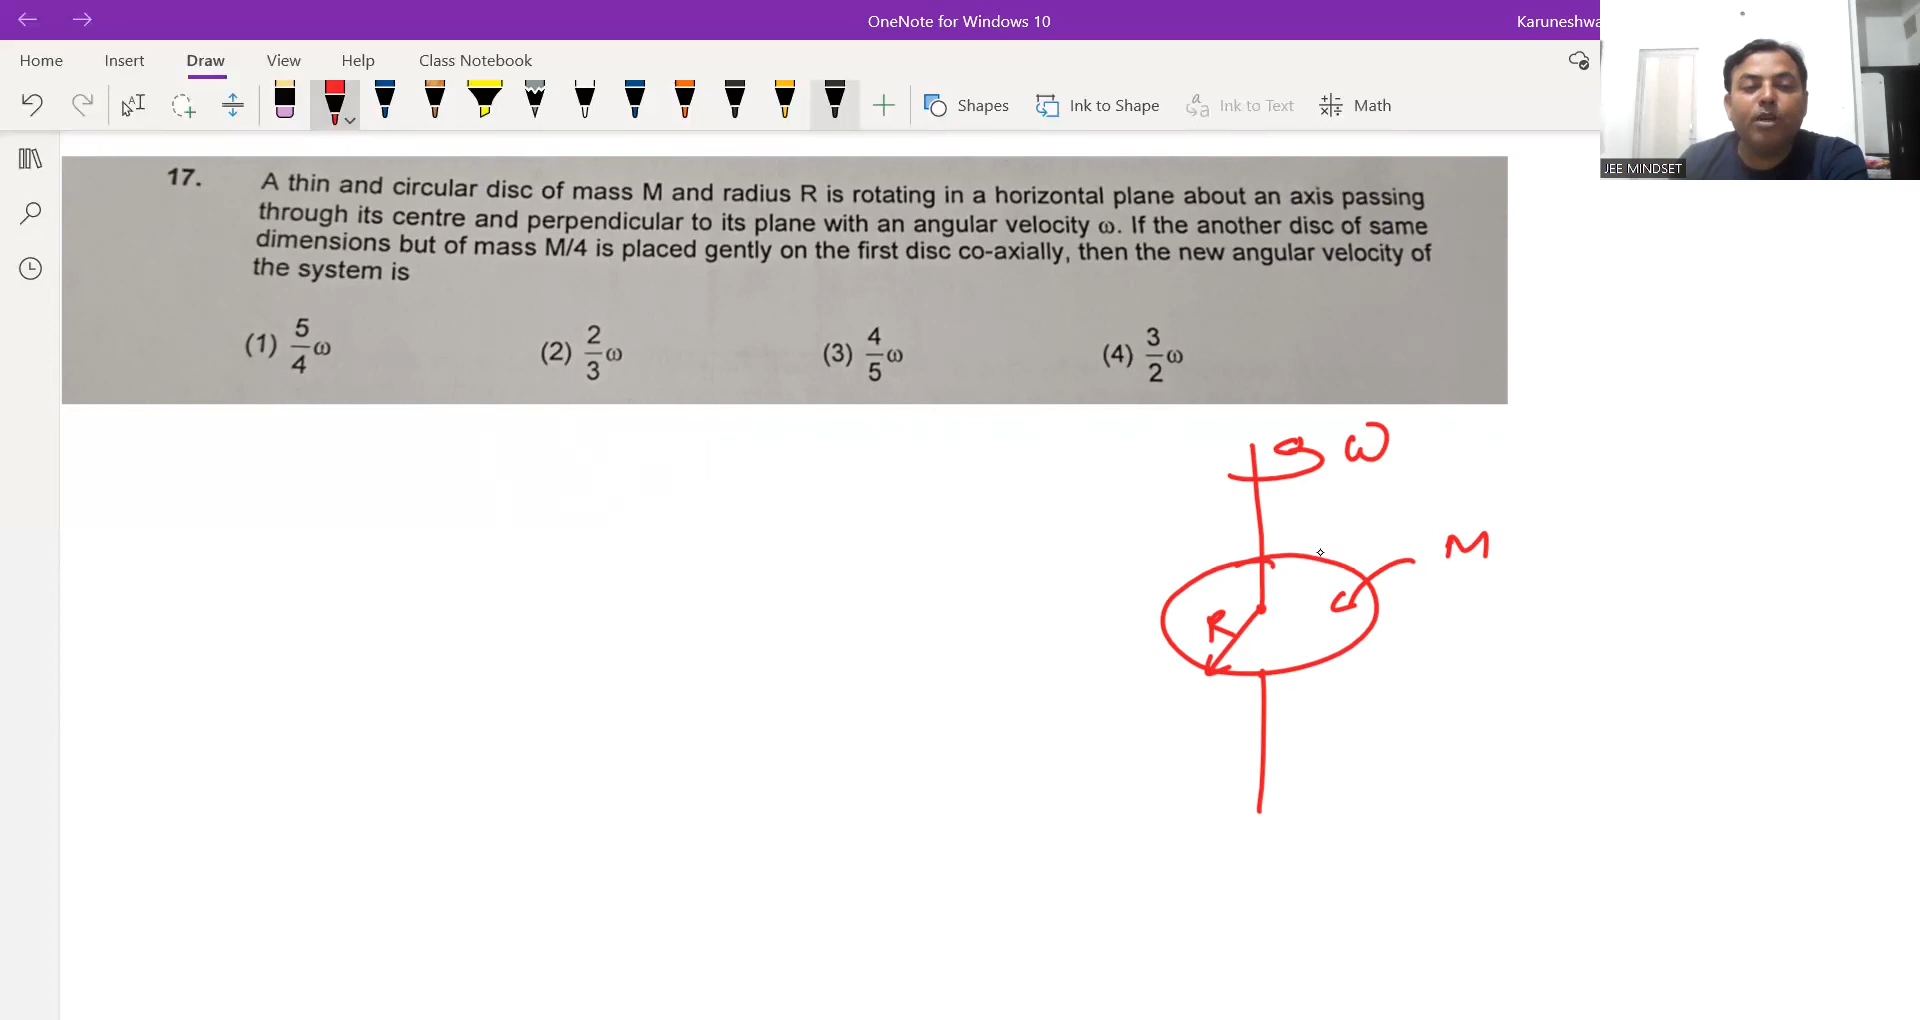 OneNote for Windows 10
Karuneshwa
Home Insert Draw View Help Class Notebook
Shapes Ink to Shape Ink to Text Math
JEE MINDSET
17. A thin and circular disc of mass M and radius R is rotating in a horizontal plane about an axis passing
through its centre and perpendicular to its plane with an angular velocity ω. If the another disc of same
dimensions but of mass M/4 is placed gently on the first disc co-axially, then the new angular velocity of
the system is
(1) 5/4 ω (2) 2/3 ω (3) 4/5 ω (4) 3/2 ω
ω
M
R